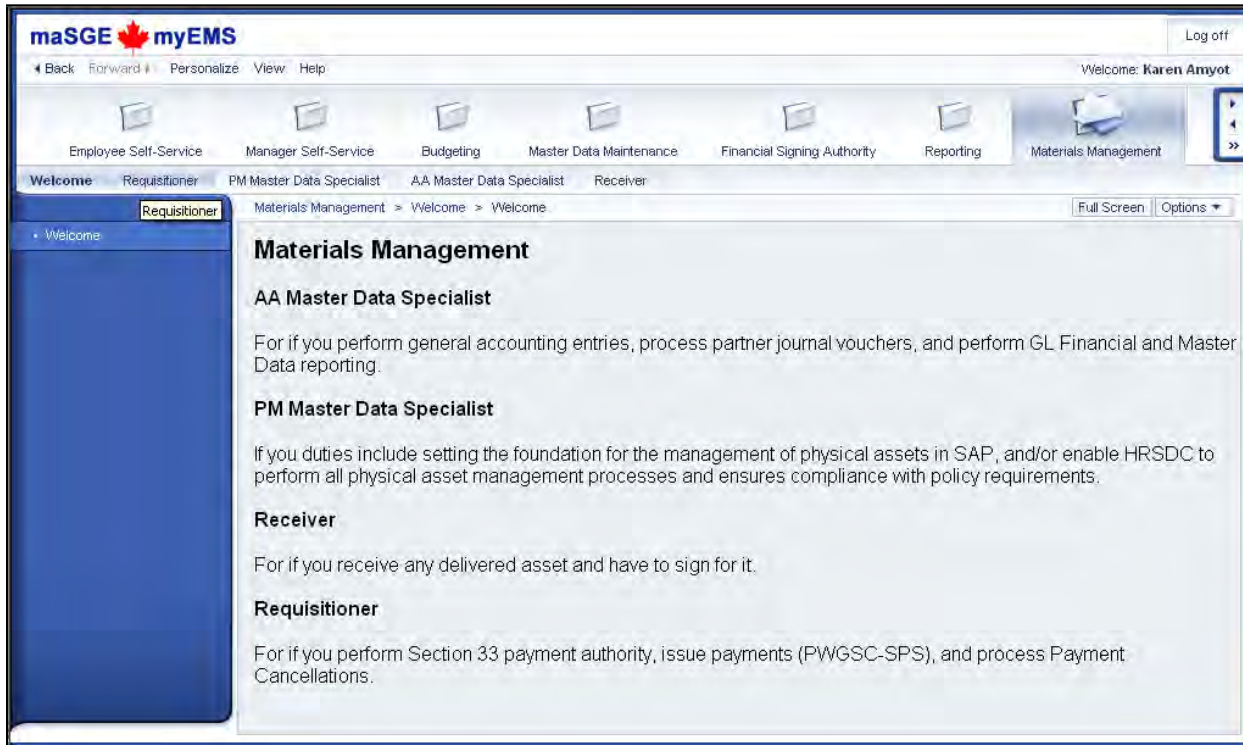 maSGE myEMS
Log off
Back Forward Personalize View Help
Welcome: Karen Amyot
Employee Self-Service Manager Self-Service Budgeting Master Data Maintenance Financial Signing Authority Reporting Materials Management
Welcome Requisitioner PM Master Data Specialist AA Master Data Specialist Receiver
Requisitioner
Materials Management > Welcome > Welcome
Full Screen Options
• Welcome
Materials Management
AA Master Data Specialist
For if you perform general accounting entries, process partner journal vouchers, and perform GL Financial and Master
Data reporting.
PM Master Data Specialist
If you duties include setting the foundation for the management of physical assets in SAP, and/or enable HRSDC to
perform all physical asset management processes and ensures compliance with policy requirements.
Receiver
For if you receive any delivered asset and have to sign for it.
Requisitioner
For if you perform Section 33 payment authority, issue payments (PWGSC-SPS), and process Payment
Cancellations.